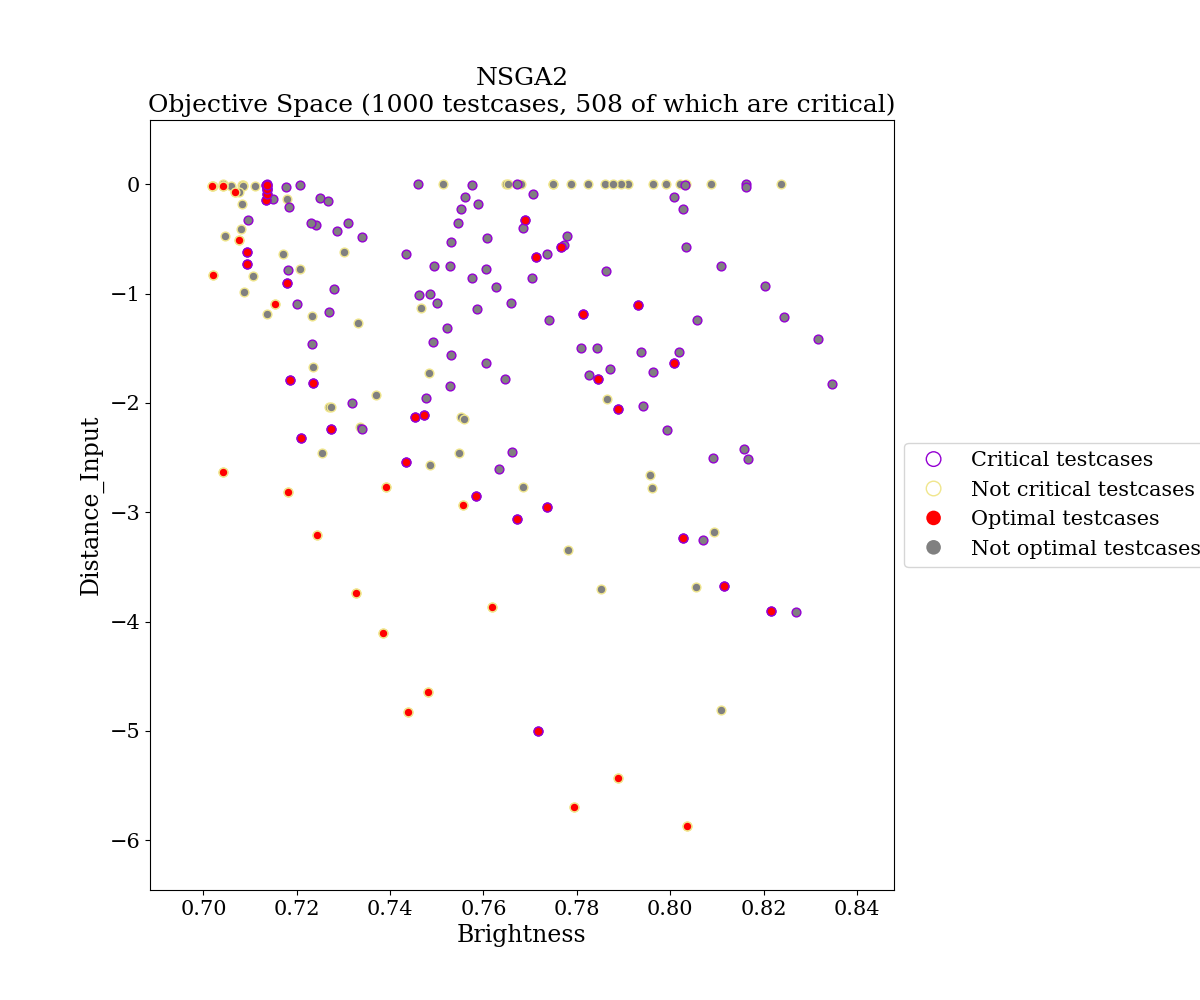 NSGA2
Objective Space (1000 testcases, 508 of which are critical)
0
−1
−2
−3
−4
−5
−6
Distance_Input
0.70 0.72 0.74 0.76 0.78 0.80 0.82 0.84
Brightness
Critical testcases
Not critical testcases
Optimal testcases
Not optimal testcases